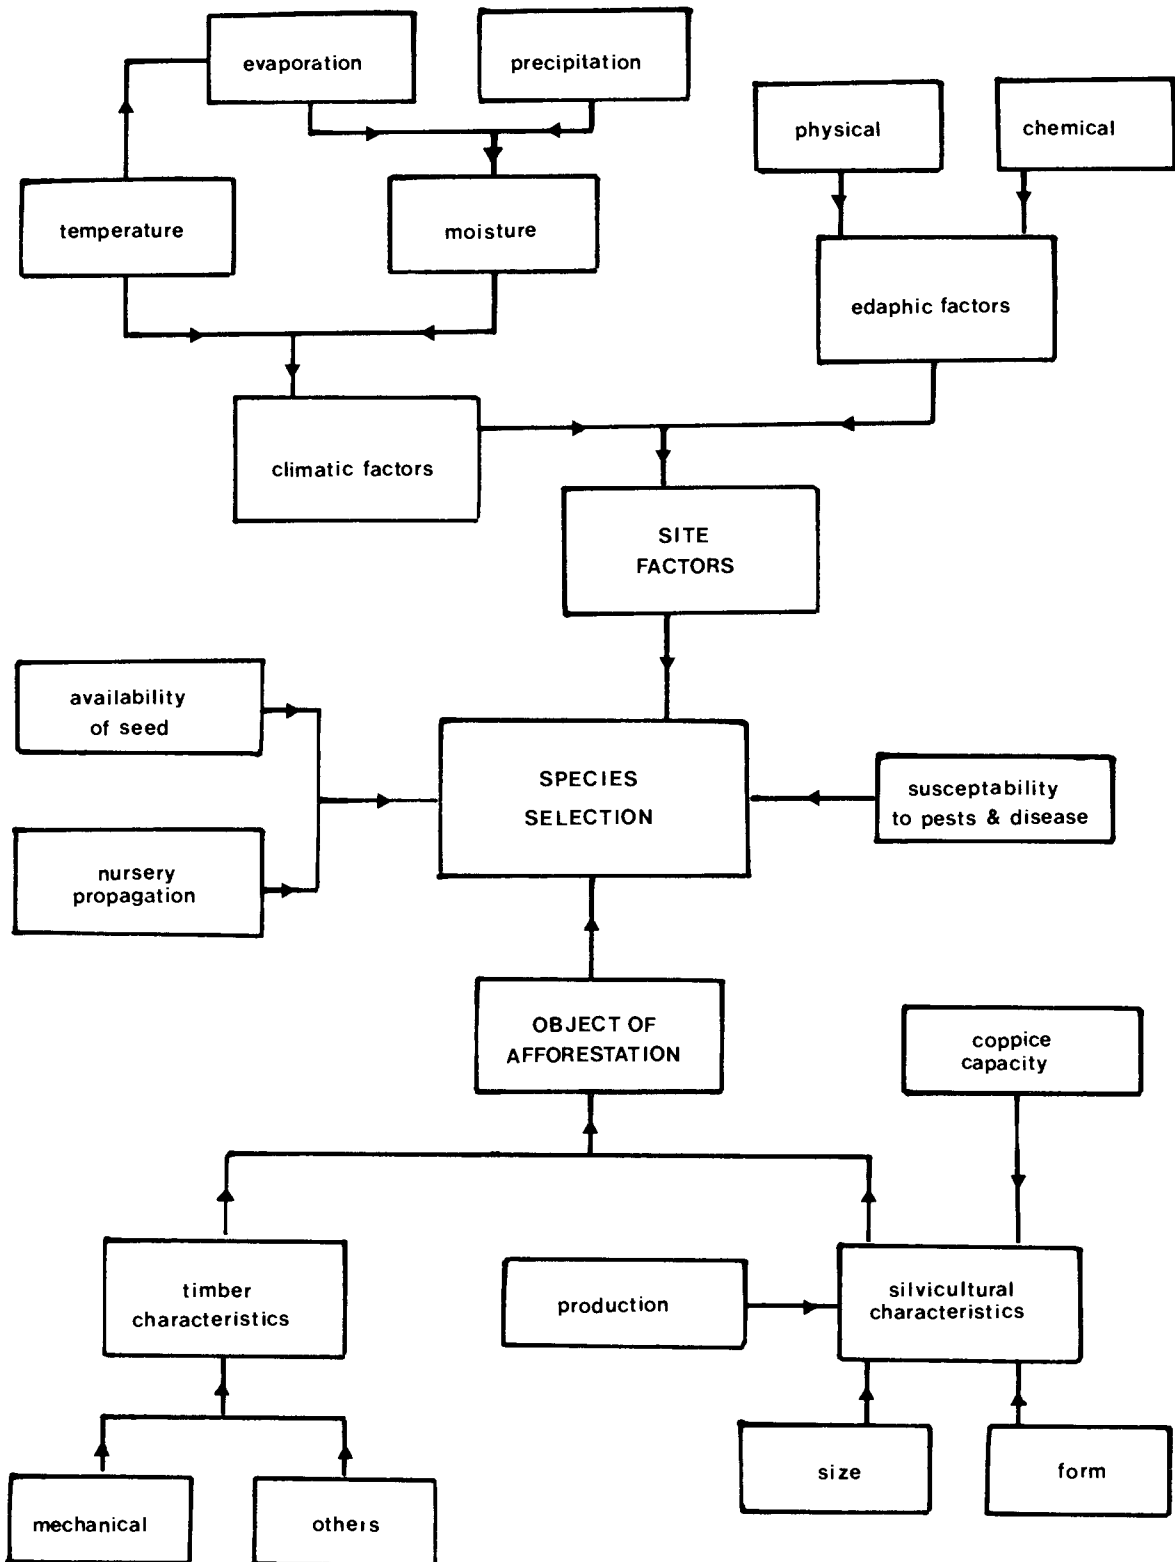 evaporation
precipitation
physical
chemical
temperature
moisture
edaphic factors
climatic factors
SITE
FACTORS
availability
of seed
SPECIES
SELECTION
susceptability
to pests & disease
nursery
propagation
OBJECT OF
AFFORESTATION
coppice
capacity
timber
characteristics
production
silvicultural
characteristics
size
form
mechanical
others